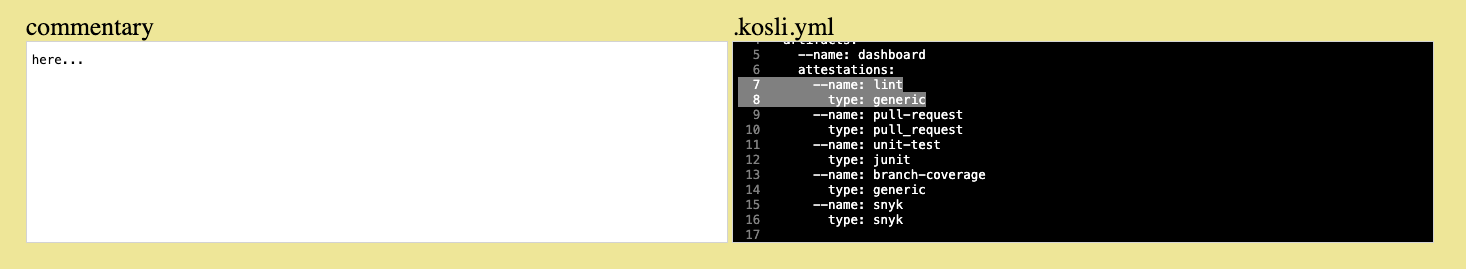 commentary
here...
.kosli.yml
5 --name: dashboard
6 attestations:
7 --name: lint
8 type: generic
9 --name: pull-request
10 type: pull_request
11 --name: unit-test
12 type: junit
13 --name: branch-coverage
14 type: generic
15 --name: snyk
16 type: snyk
17